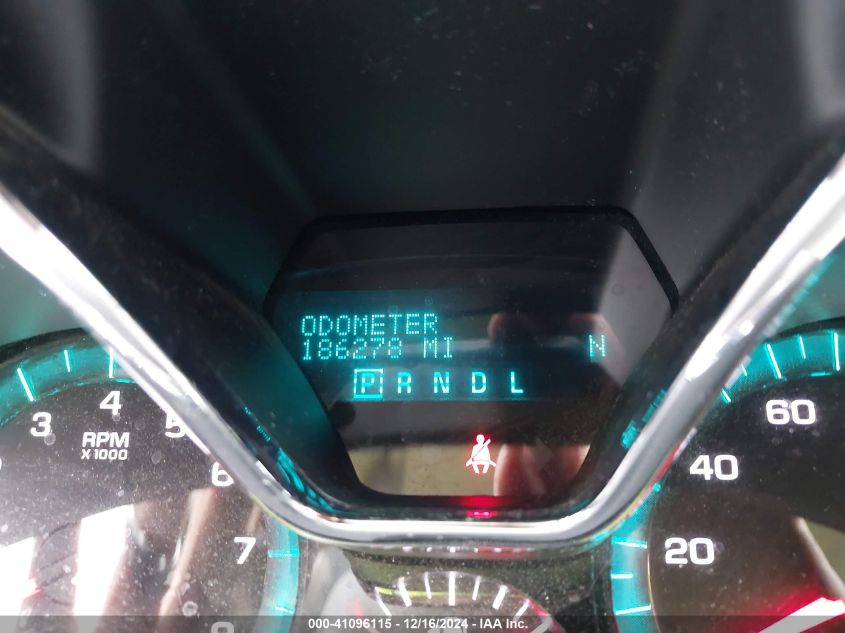 ODOMETER
186278 MI N
P R N D L
3 4 5 6 7 8
RPM
X1000
20 40 60
000-41096115 - 12/16/2024 - IAA Inc.